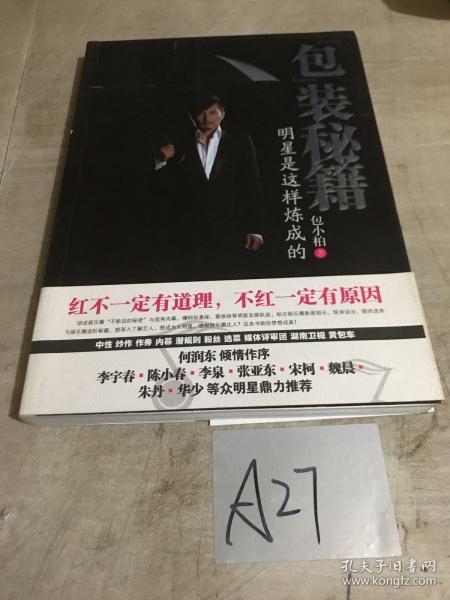 「包」装秘籍
明星是这样炼成的
包小柏 著
红不一定有道理，不红一定有原因
中性 炒作 作秀 内幕 潜规则 粉丝 选票 媒体评审团 湖南卫视 黄包车
何润东 倾情作序
李宇春·陈小春·李泉·张亚东·宋柯·魏晨·
朱丹·华少 等众明星鼎力推荐
A27
孔夫子旧书网
www.kongfz.com